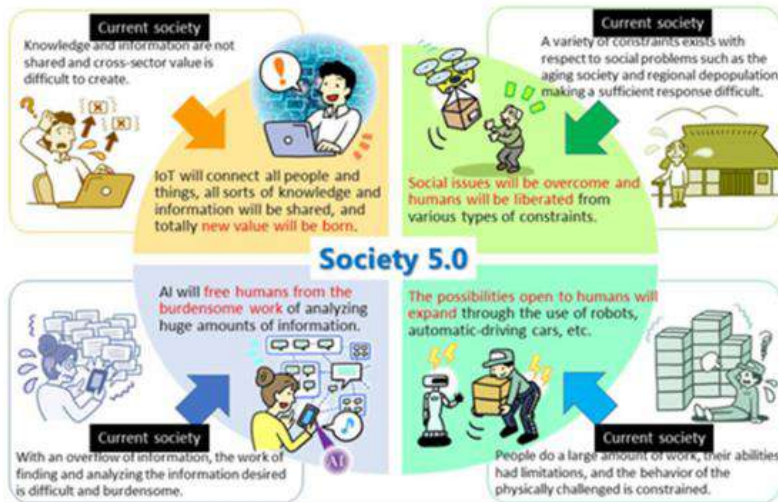 Current society
Knowledge and information are not
shared and cross-sector value is
difficult to create.
IoT will connect all people and
things, all sorts of knowledge and
information will be shared, and
totally new value will be born.
Current society
A variety of constraints exists with
respect to social problems such as the
aging society and regional depopulation
making a sufficient response difficult.
Social issues will be overcome and
humans will be liberated from
various types of constraints.
Society 5.0
AI will free humans from the
burdensome work of analyzing
huge amounts of information.
AI
Current society
With an overflow of information, the work of
finding and analyzing the information desired
is difficult and burdensome.
The possibilities open to humans will
expand through the use of robots,
automatic-driving cars, etc.
Current society
People do a large amount of work, their abilities
had limitations, and the behavior of the
physically challenged is constrained.